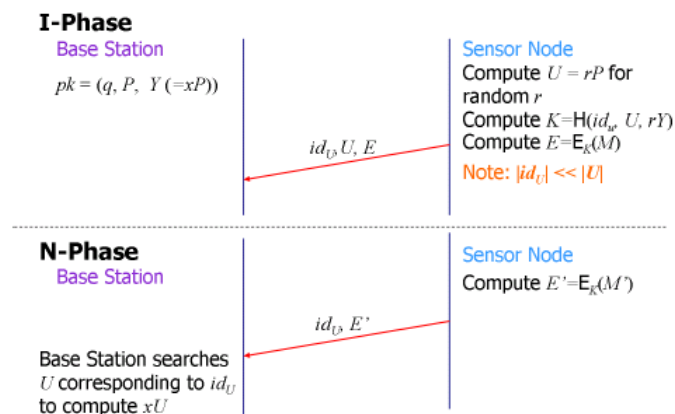 I-Phase
Base Station
pk = (q, P, Y (=xP))
Sensor Node
Compute U = rP for
random r
Compute K=H(id_u, U, rY)
Compute E=E_K(M)
Note: |id_U| << |U|
id_U, U, E
N-Phase
Base Station
Sensor Node
Compute E'=E_K(M')
id_U, E'
Base Station searches
U corresponding to id_U
to compute xU